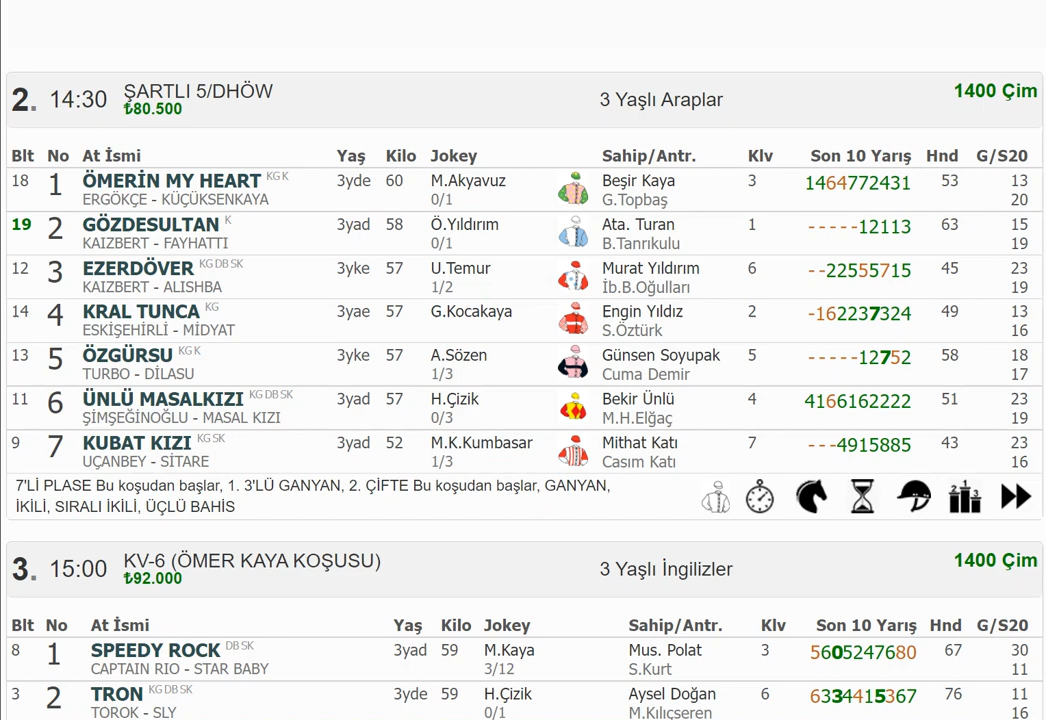 2. 14:30 ŞARTLI 5/DHÖW 3 Yaşlı Araplar 1400 Çim
₺80.500
Blt No At İsmi Yaş Kilo Jokey Sahip/Antr. Klv Son 10 Yarış Hnd G/S20
18 1 ÖMERİN MY HEART KG K 3yde 60 M.Akyavuz Beşir Kaya 3 1464772431 53 13
ERGÖKÇE - KÜÇÜKSENKAYA 0/1 G.Topbaş 20
19 2 GÖZDESULTAN K 3yad 58 Ö.Yıldırım Ata. Turan 1 -----12113 63 15
KAIZBERT - FAYHATTI 0/1 B.Tanrıkulu 19
12 3 EZERDÖVER KG DB SK 3yke 57 U.Temur Murat Yıldırım 6 --22555715 45 23
KAIZBERT - ALISHBA 1/2 İb.B.Oğulları 19
14 4 KRAL TUNCA KG 3yae 57 G.Kocakaya Engin Yıldız 2 -162237324 49 13
ESKİŞEHİRLİ - MİDYAT S.Öztürk 16
13 5 ÖZGÜRSU KG K 3yke 57 A.Sözen Günsen Soyupak 5 -----12752 58 18
TURBO - DİLASU 1/3 Cuma Demir 17
11 6 ÜNLÜ MASALKIZI KG DB SK 3yad 57 H.Çizik Bekir Ünlü 4 4166162222 51 23
ŞİMŞEĞİNOĞLU - MASAL KIZI 0/3 M.H.Elğaç 19
9 7 KUBAT KIZI KG SK 3yad 52 M.K.Kumbasar Mithat Katı 7 ---4915885 43 23
UÇANBEY - SİTARE 1/3 Casım Katı 16
7'Lİ PLASE Bu koşudan başlar, 1. 3'LÜ GANYAN, 2. ÇİFTE Bu koşudan başlar, GANYAN,
İKİLİ, SIRALI İKİLİ, ÜÇLÜ BAHİS
3. 15:00 KV-6 (ÖMER KAYA KOŞUSU) 3 Yaşlı İngilizler 1400 Çim
₺92.000
Blt No At İsmi Yaş Kilo Jokey Sahip/Antr. Klv Son 10 Yarış Hnd G/S20
8 1 SPEEDY ROCK DB SK 3yad 59 M.Kaya Mus. Polat 3 5605247680 67 30
CAPTAIN RIO - STAR BABY 3/12 S.Kurt 11
3 2 TRON KG DB SK 3yde 59 H.Çizik Aysel Doğan 6 6334415367 76 11
TOROK - SLY 0/1 M.Kılıçseren 16